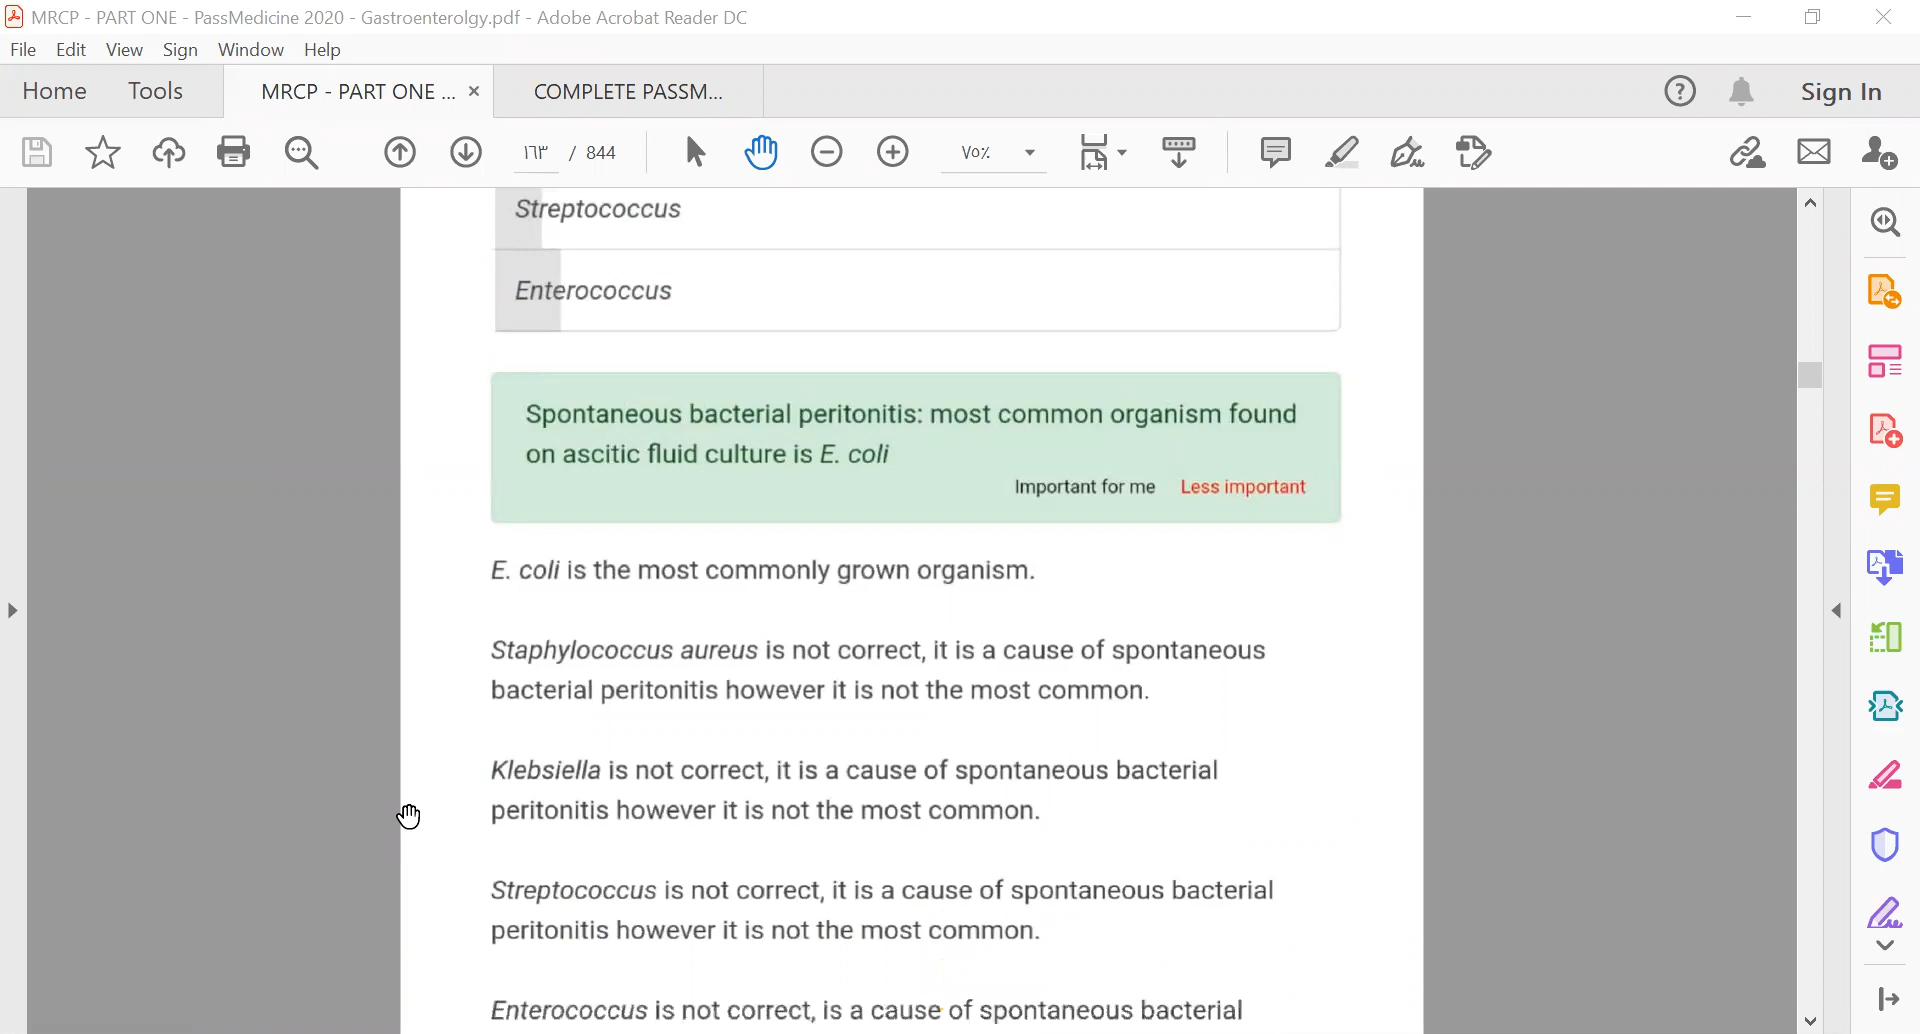 MRCP - PART ONE - PassMedicine 2020 - Gastroenterolgy.pdf - Adobe Acrobat Reader DC
File Edit View Sign Window Help
Home Tools MRCP - PART ONE ... × COMPLETE PASSM... ? Sign In
١٦٣ / 844 ٧٥٪
Streptococcus
Enterococcus
Spontaneous bacterial peritonitis: most common organism found
on ascitic fluid culture is E. coli
Important for me Less important
E. coli is the most commonly grown organism.
Staphylococcus aureus is not correct, it is a cause of spontaneous
bacterial peritonitis however it is not the most common.
Klebsiella is not correct, it is a cause of spontaneous bacterial
peritonitis however it is not the most common.
Streptococcus is not correct, it is a cause of spontaneous bacterial
peritonitis however it is not the most common.
Enterococcus is not correct, is a cause of spontaneous bacterial